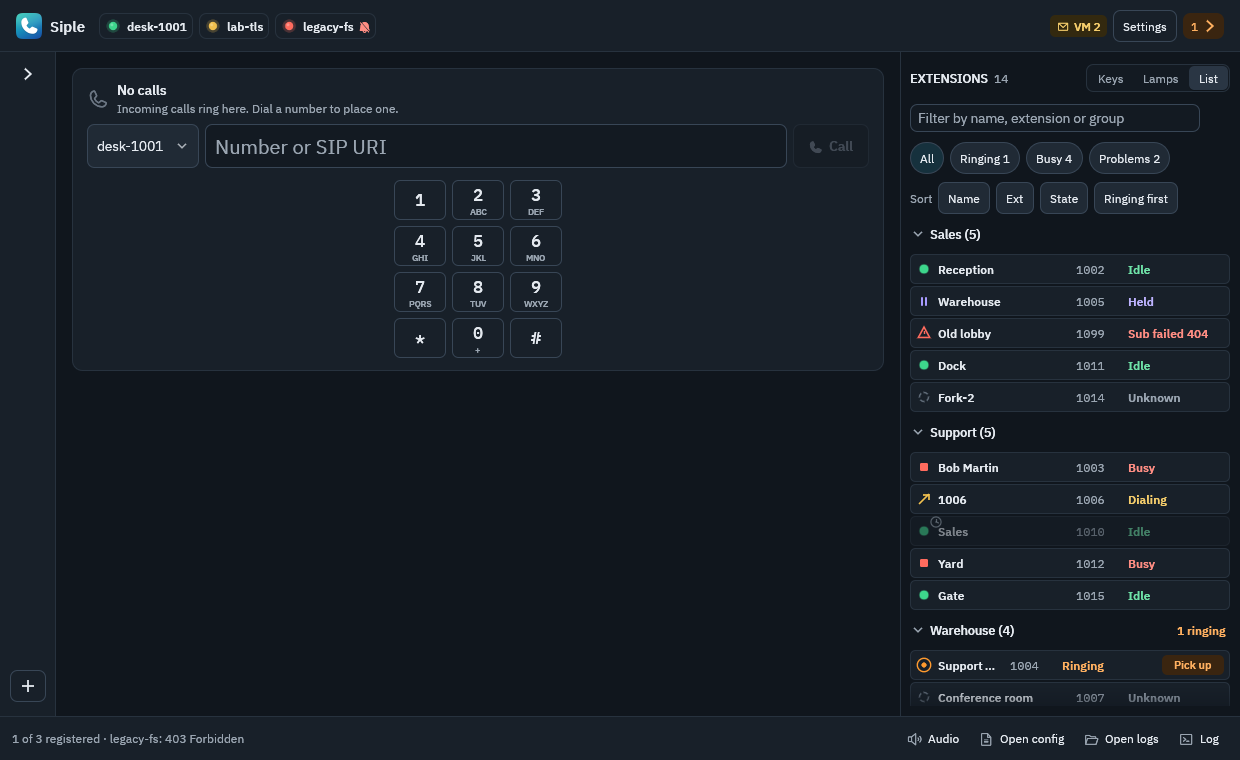 Siple desk-1001 lab-tls legacy-fs VM 2 Settings 1
No calls
Incoming calls ring here. Dial a number to place one.
desk-1001 Number or SIP URI Call
1 2 ABC 3 DEF
4 GHI 5 JKL 6 MNO
7 PQRS 8 TUV 9 WXYZ
* 0 + #
EXTENSIONS 14 Keys Lamps List
Filter by name, extension or group
All Ringing 1 Busy 4 Problems 2
Sort Name Ext State Ringing first
Sales (5)
Reception 1002 Idle
Warehouse 1005 Held
Old lobby 1099 Sub failed 404
Dock 1011 Idle
Fork-2 1014 Unknown
Support (5)
Bob Martin 1003 Busy
1006 1006 Dialing
Sales 1010 Idle
Yard 1012 Busy
Gate 1015 Idle
Warehouse (4) 1 ringing
Support ... 1004 Ringing Pick up
Conference room 1007 Unknown
1 of 3 registered · legacy-fs: 403 Forbidden Audio Open config Open logs Log